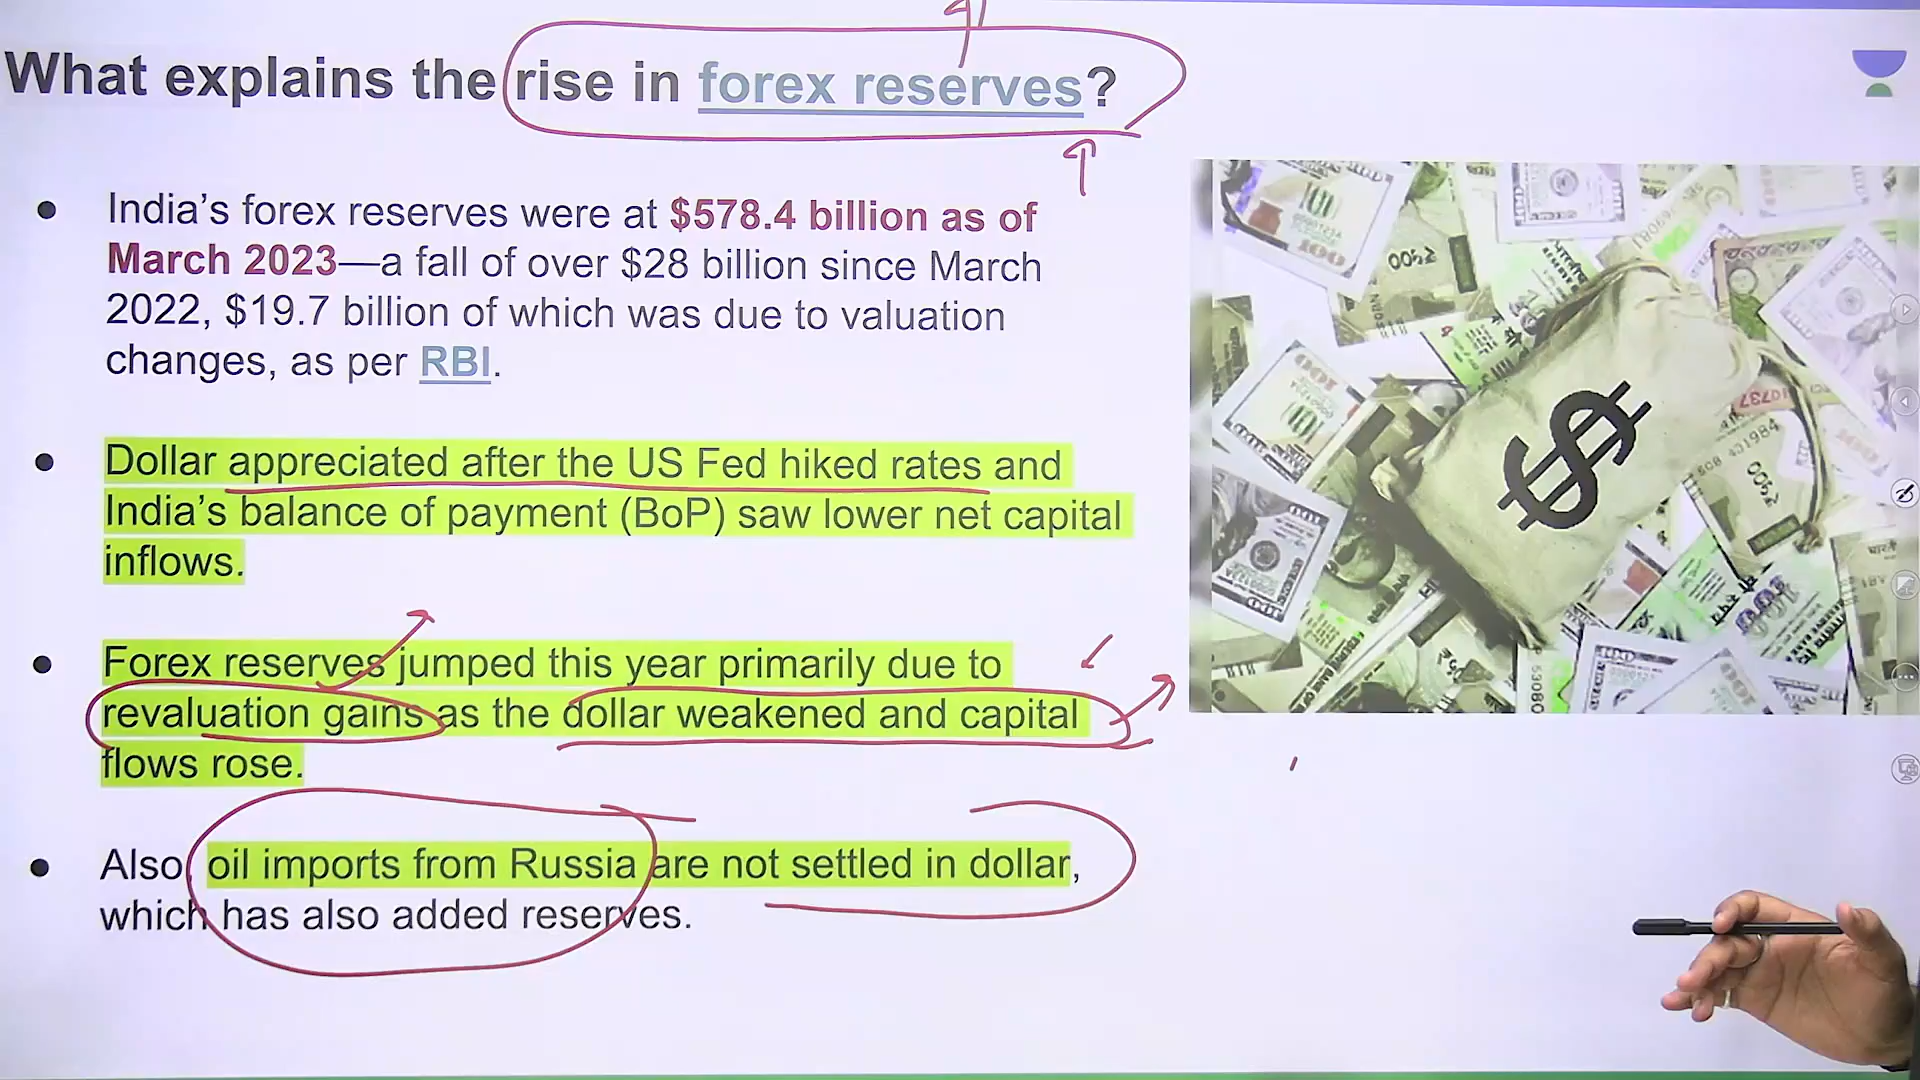 What explains the rise in forex reserves?
● India’s forex reserves were at $578.4 billion as of
March 2023—a fall of over $28 billion since March
2022, $19.7 billion of which was due to valuation
changes, as per RBI.
● Dollar appreciated after the US Fed hiked rates and
India’s balance of payment (BoP) saw lower net capital
inflows.
● Forex reserves jumped this year primarily due to
revaluation gains as the dollar weakened and capital
flows rose.
● Also, oil imports from Russia are not settled in dollar,
which has also added reserves.
$